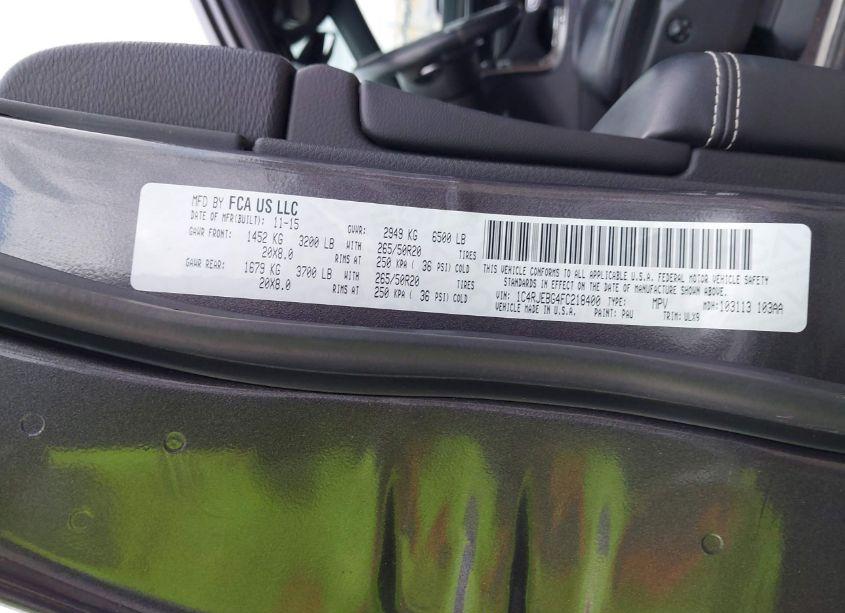 MFD BY FCA US LLC
DATE OF MFR(BUILT): 11-15 GVWR: 2949 KG 6500 LB
GAWR FRONT: 1452 KG 3200 LB WITH 265/50R20 TIRES
20X8.0 RIMS AT 250 KPA ( 36 PSI) COLD
GAWR REAR: 1679 KG 3700 LB WITH 265/50R20 TIRES
20X8.0 RIMS AT 250 KPA ( 36 PSI) COLD
THIS VEHICLE CONFORMS TO ALL APPLICABLE U.S.A. FEDERAL MOTOR VEHICLE SAFETY
STANDARDS IN EFFECT ON THE DATE OF MANUFACTURE SHOWN ABOVE.
VIN: 1C4RJEBG4FC218400 TYPE: MPV MDH: 103113 103AA
VEHICLE MADE IN U.S.A. PAINT: PAU TRIM: ULX9